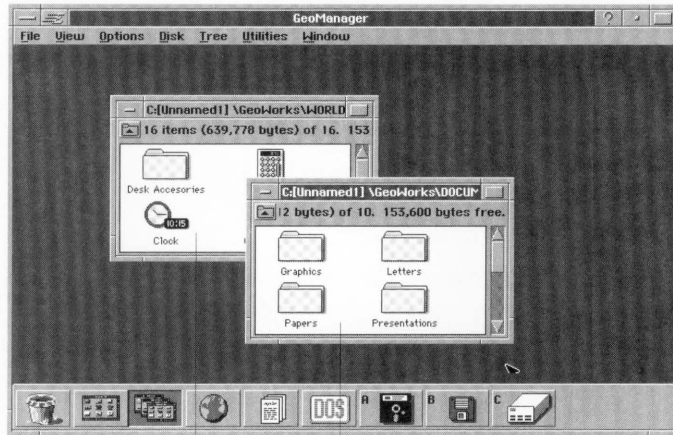 GeoManager
?
File View Options Disk Tree Utilities Window
C:[Unnamed1] \GeoWorks\WORLD
16 items (639,778 bytes) of 16. 153
Desk Accesories
10:15
Clock
C:[Unnamed1] \GeoWorks\DOCUM
12 bytes) of 10. 153,600 bytes free.
Graphics Letters
Papers Presentations
DOS A B C